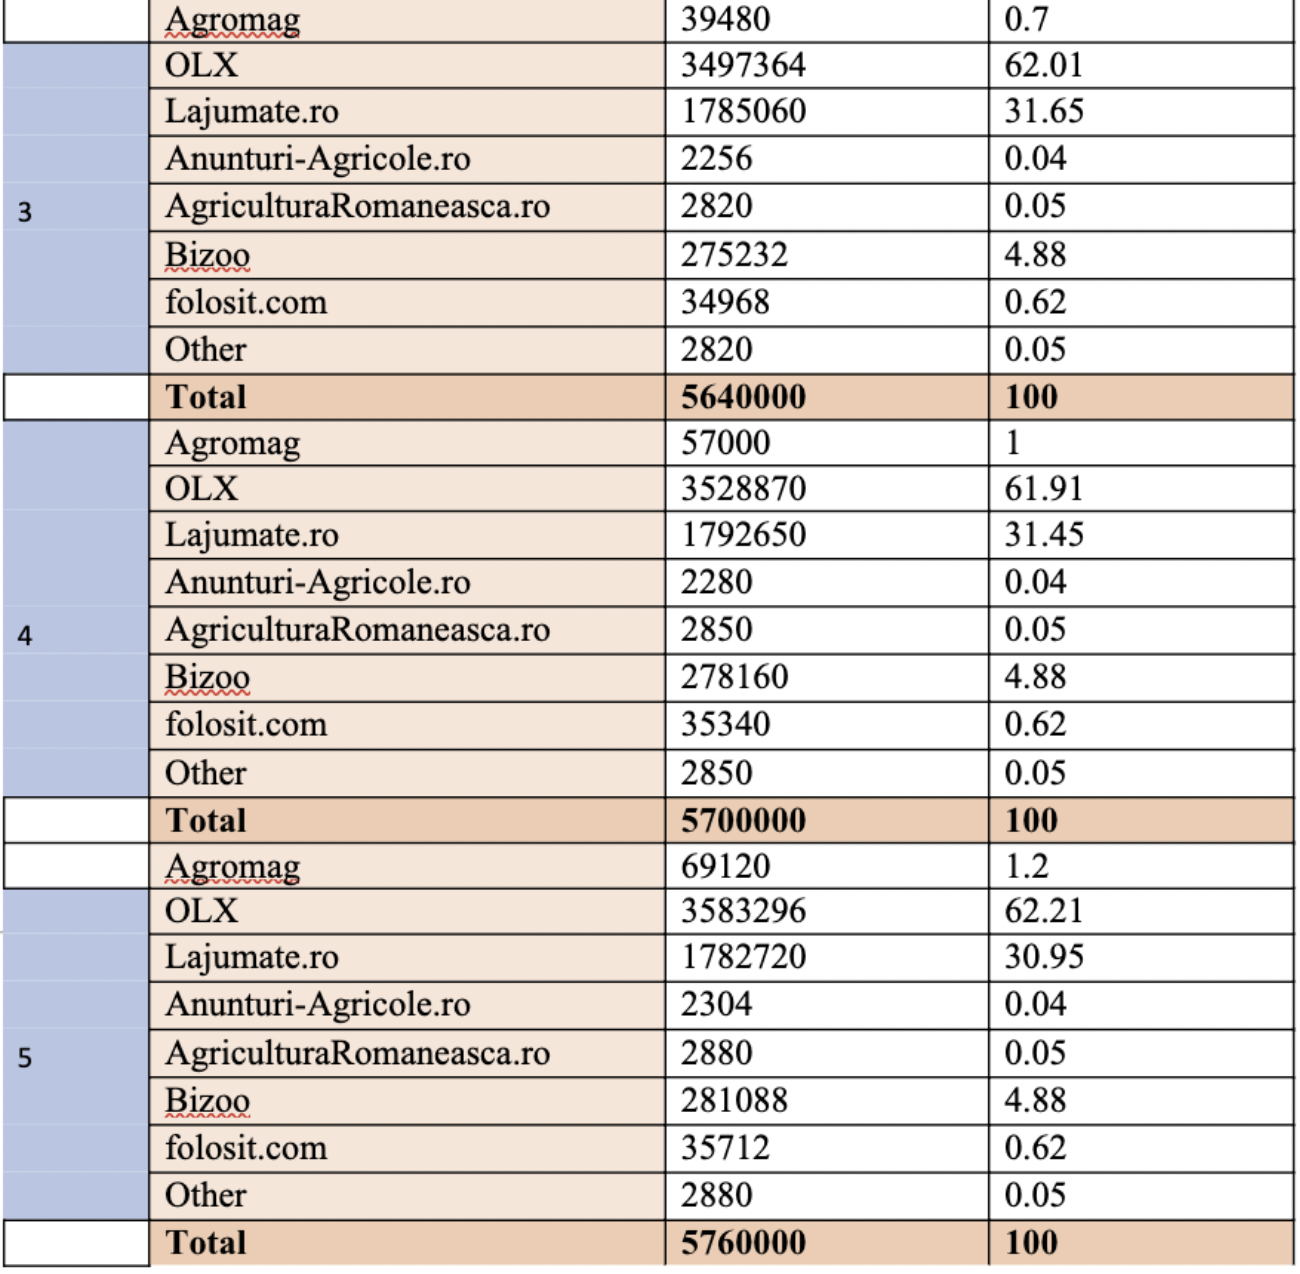 Agromag 39480 0.7
OLX 3497364 62.01
Lajumate.ro 1785060 31.65
Anunturi-Agricole.ro 2256 0.04
3 AgriculturaRomaneasca.ro 2820 0.05
Bizoo 275232 4.88
folosit.com 34968 0.62
Other 2820 0.05
Total 5640000 100
Agromag 57000 1
OLX 3528870 61.91
Lajumate.ro 1792650 31.45
Anunturi-Agricole.ro 2280 0.04
4 AgriculturaRomaneasca.ro 2850 0.05
Bizoo 278160 4.88
folosit.com 35340 0.62
Other 2850 0.05
Total 5700000 100
Agromag 69120 1.2
OLX 3583296 62.21
Lajumate.ro 1782720 30.95
Anunturi-Agricole.ro 2304 0.04
5 AgriculturaRomaneasca.ro 2880 0.05
Bizoo 281088 4.88
folosit.com 35712 0.62
Other 2880 0.05
Total 5760000 100